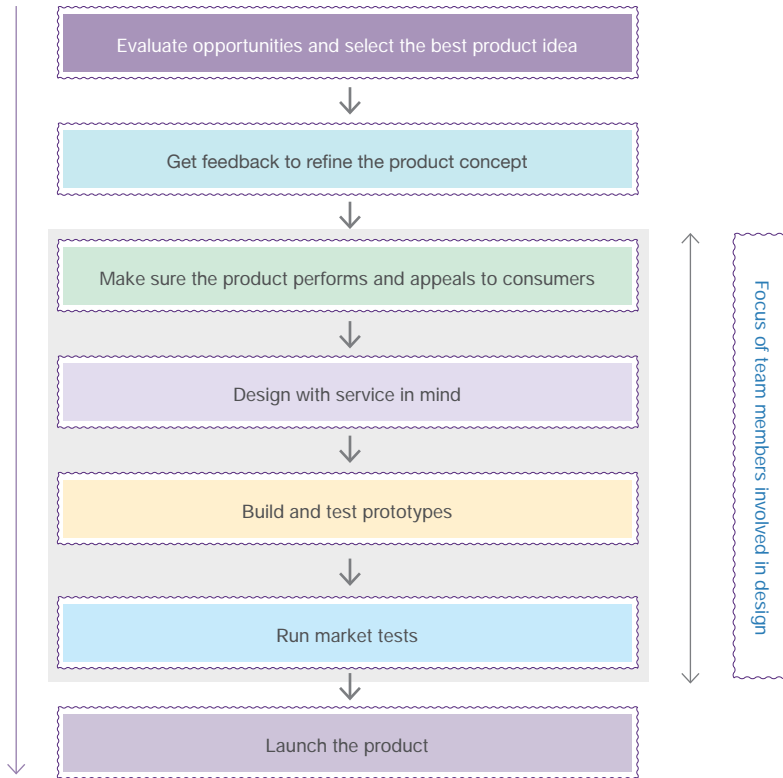 Evaluate opportunities and select the best product idea
Get feedback to refine the product concept
Make sure the product performs and appeals to consumers
Design with service in mind
Build and test prototypes
Run market tests
Launch the product
Focus of team members involved in design